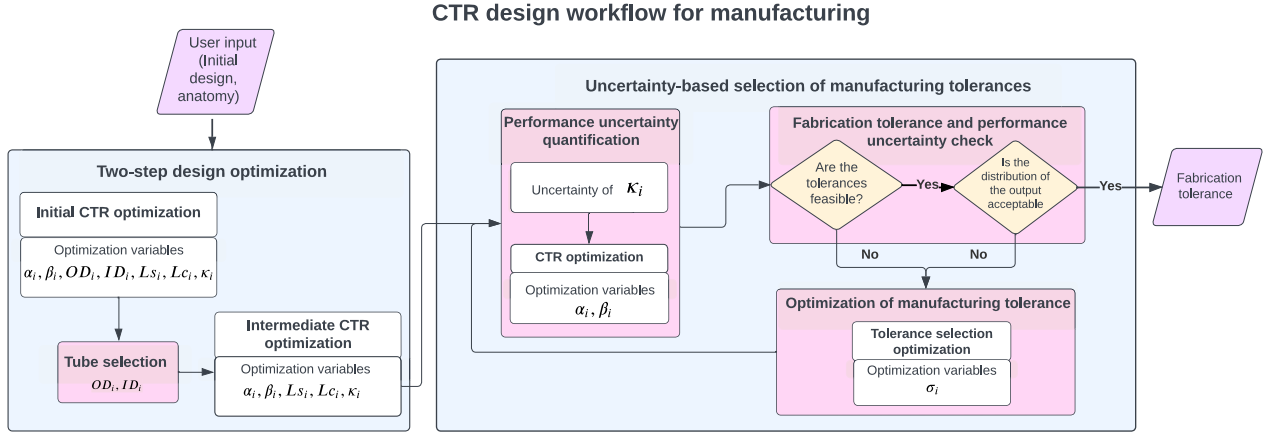 CTR design workflow for manufacturing
User input
(Initial
design,
anatomy)
Two-step design optimization
Initial CTR optimization
Optimization variables
αᵢ, βᵢ, ODᵢ, IDᵢ, Lsᵢ, Lcᵢ, κᵢ
Tube selection
ODᵢ, IDᵢ
Intermediate CTR
optimization
Optimization variables
αᵢ, βᵢ, Lsᵢ, Lcᵢ, κᵢ
Uncertainty-based selection of manufacturing tolerances
Performance uncertainty
quantification
Uncertainty of κᵢ
CTR optimization
Optimization variables
αᵢ, βᵢ
Fabrication tolerance and performance
uncertainty check
Are the
tolerances
feasible?
Yes
Is the
distribution of
the output
acceptable
Yes
No
No
Optimization of manufacturing tolerance
Tolerance selection
optimization
Optimization variables
σᵢ
Fabrication
tolerance